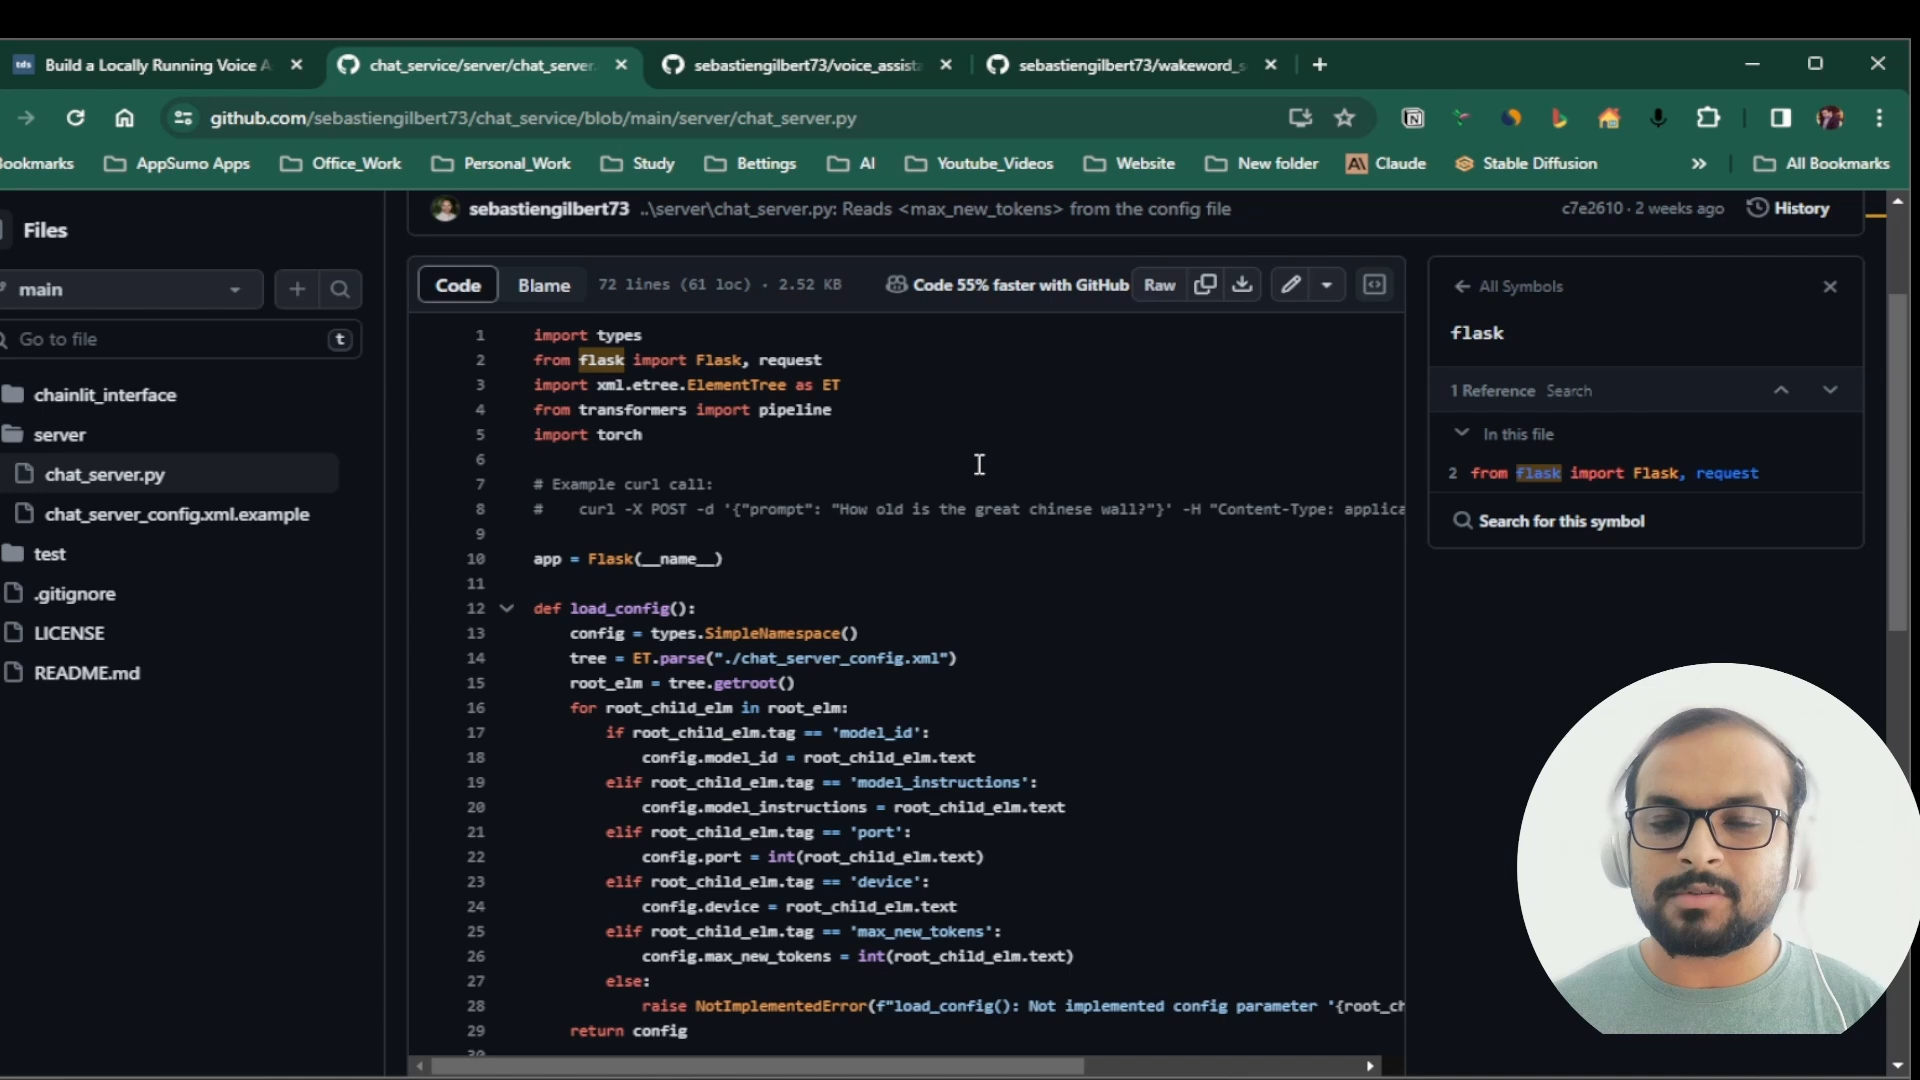 tds Build a Locally Running Voice A
chat_service/server/chat_server.
sebastiengilbert73/voice_assista
sebastiengilbert73/wakeword_s
github.com/sebastiengilbert73/chat_service/blob/main/server/chat_server.py
ookmarks
AppSumo Apps
Office_Work
Personal_Work
Study
Bettings
AI
Youtube_Videos
Website
New folder
Claude
Stable Diffusion
»
All Bookmarks
Files
main
Go to file
t
chainlit_interface
server
chat_server.py
chat_server_config.xml.example
test
.gitignore
LICENSE
README.md
sebastiengilbert73 ..\server\chat_server.py: Reads <max_new_tokens> from the config file
c7e2610 · 2 weeks ago
History
Code
Blame
72 lines (61 loc) · 2.52 KB
Code 55% faster with GitHub
Raw
1 import types
2 from flask import Flask, request
3 import xml.etree.ElementTree as ET
4 from transformers import pipeline
5 import torch
6
7 # Example curl call:
8 #    curl -X POST -d '{"prompt": "How old is the great chinese wall?"}' -H "Content-Type: applica
9
10 app = Flask(__name__)
11
12 def load_config():
13     config = types.SimpleNamespace()
14     tree = ET.parse("./chat_server_config.xml")
15     root_elm = tree.getroot()
16     for root_child_elm in root_elm:
17         if root_child_elm.tag == 'model_id':
18             config.model_id = root_child_elm.text
19         elif root_child_elm.tag == 'model_instructions':
20             config.model_instructions = root_child_elm.text
21         elif root_child_elm.tag == 'port':
22             config.port = int(root_child_elm.text)
23         elif root_child_elm.tag == 'device':
24             config.device = root_child_elm.text
25         elif root_child_elm.tag == 'max_new_tokens':
26             config.max_new_tokens = int(root_child_elm.text)
27         else:
28             raise NotImplementedError(f"load_config(): Not implemented config parameter '{root_ch
29     return config
30
All Symbols
flask
1 Reference Search
In this file
2 from flask import Flask, request
Search for this symbol